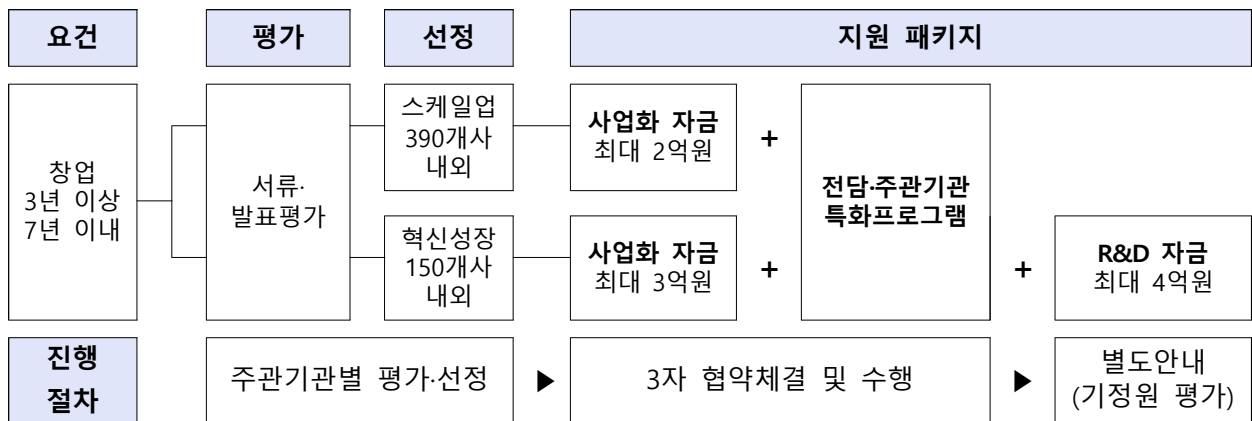 요건
평가
선정
지원 패키지
창업
3년 이상
7년 이내
서류·
발표평가
스케일업
390개사
내외
사업화 자금
최대 2억원
+
혁신성장
150개사
내외
사업화 자금
최대 3억원
+
전담·주관기관
특화프로그램
+
R&D 자금
최대 4억원
진행
절차
주관기관별 평가·선정
▶
3자 협약체결 및 수행
▶
별도안내
(기정원 평가)